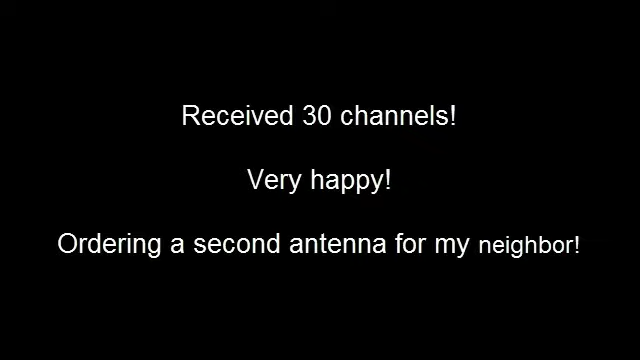 Received 30 channels!
Very happy!
Ordering a second antenna for my neighbor!